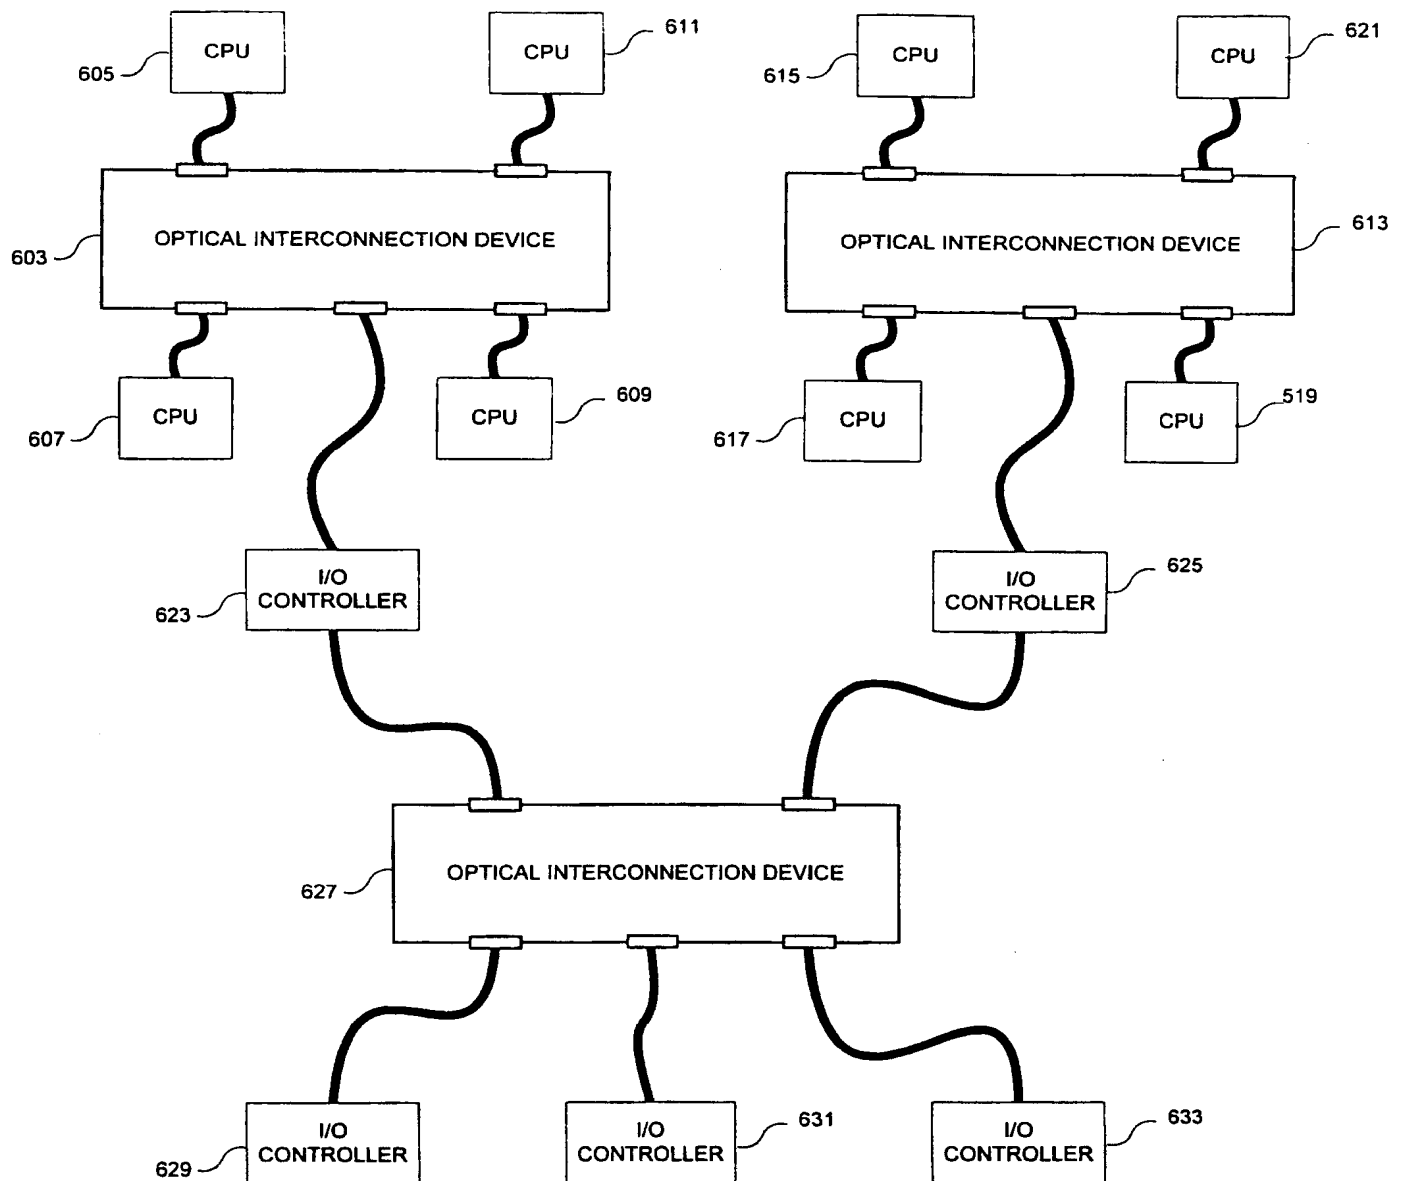 CPU
605
CPU
611
CPU
615
CPU
621
OPTICAL INTERCONNECTION DEVICE
603
OPTICAL INTERCONNECTION DEVICE
613
CPU
607
CPU
609
CPU
617
CPU
519
I/O
CONTROLLER
623
I/O
CONTROLLER
625
OPTICAL INTERCONNECTION DEVICE
627
I/O
CONTROLLER
629
I/O
CONTROLLER
631
I/O
CONTROLLER
633